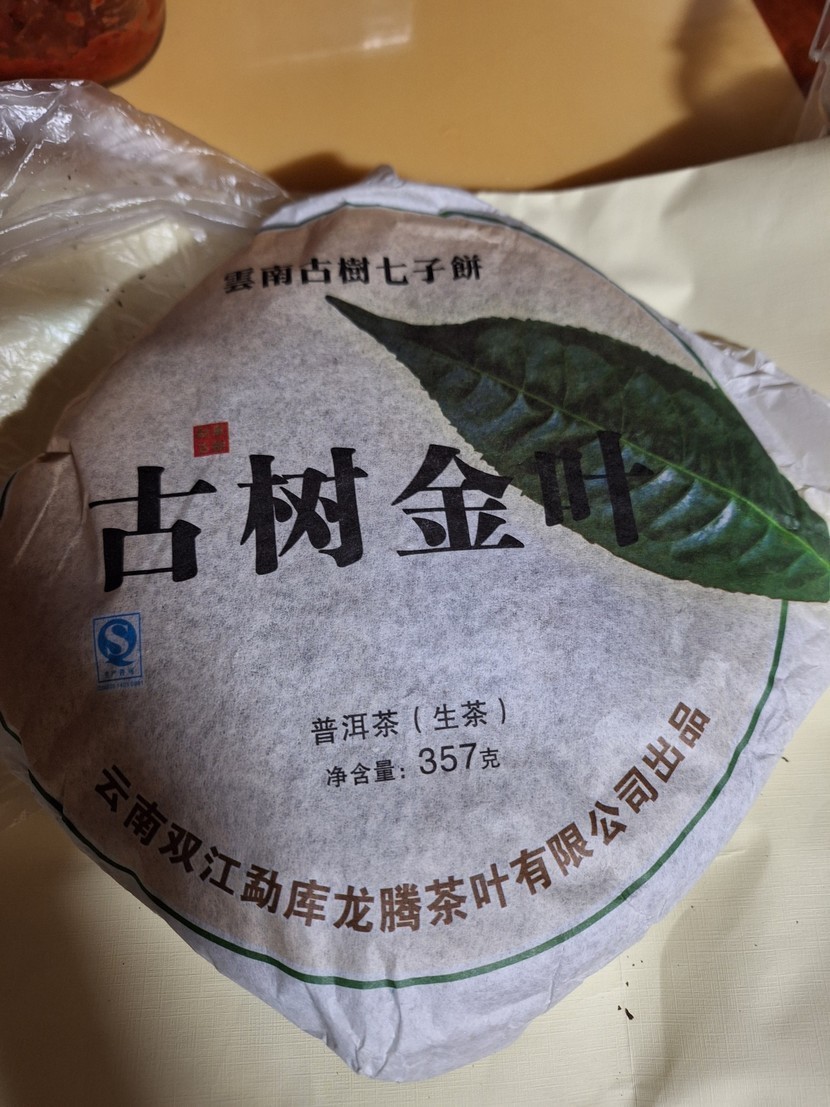 雲南古樹七子餅
古树金叶
普洱茶（生茶）
净含量：357克
云南双江勐库龙腾茶叶有限公司出品